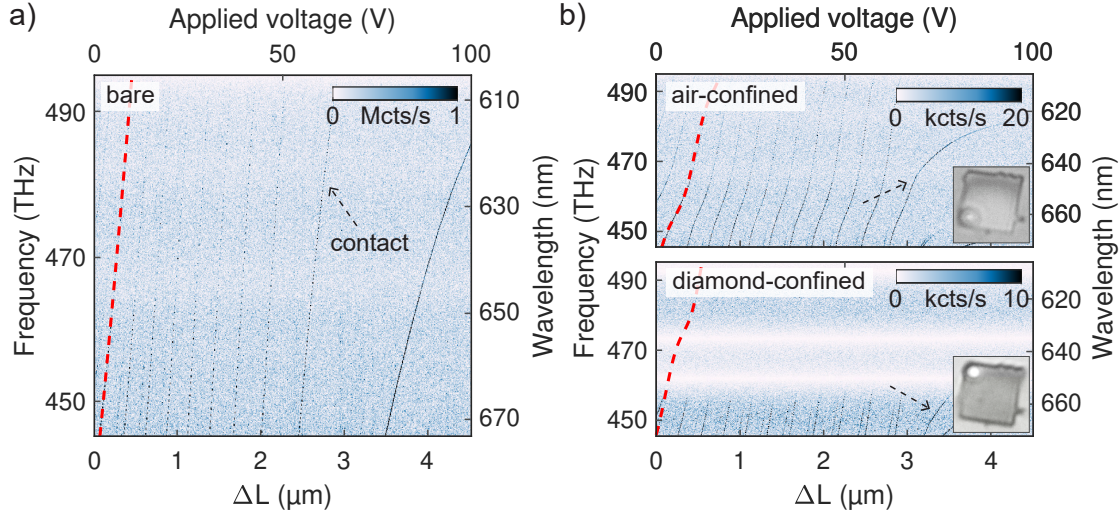 a)
Applied voltage (V)
0 50 100
bare
0 Mcts/s 1
contact
Frequency (THz)
490
470
450
Wavelength (nm)
610
630
650
670
0 1 2 3 4
ΔL (μm)
b)
Applied voltage (V)
0 50 100
air-confined
0 kcts/s 20
Frequency (THz)
490
470
450
Wavelength (nm)
620
640
660
diamond-confined
0 kcts/s 10
Frequency (THz)
490
470
450
Wavelength (nm)
620
640
660
0 1 2 3 4
ΔL (μm)